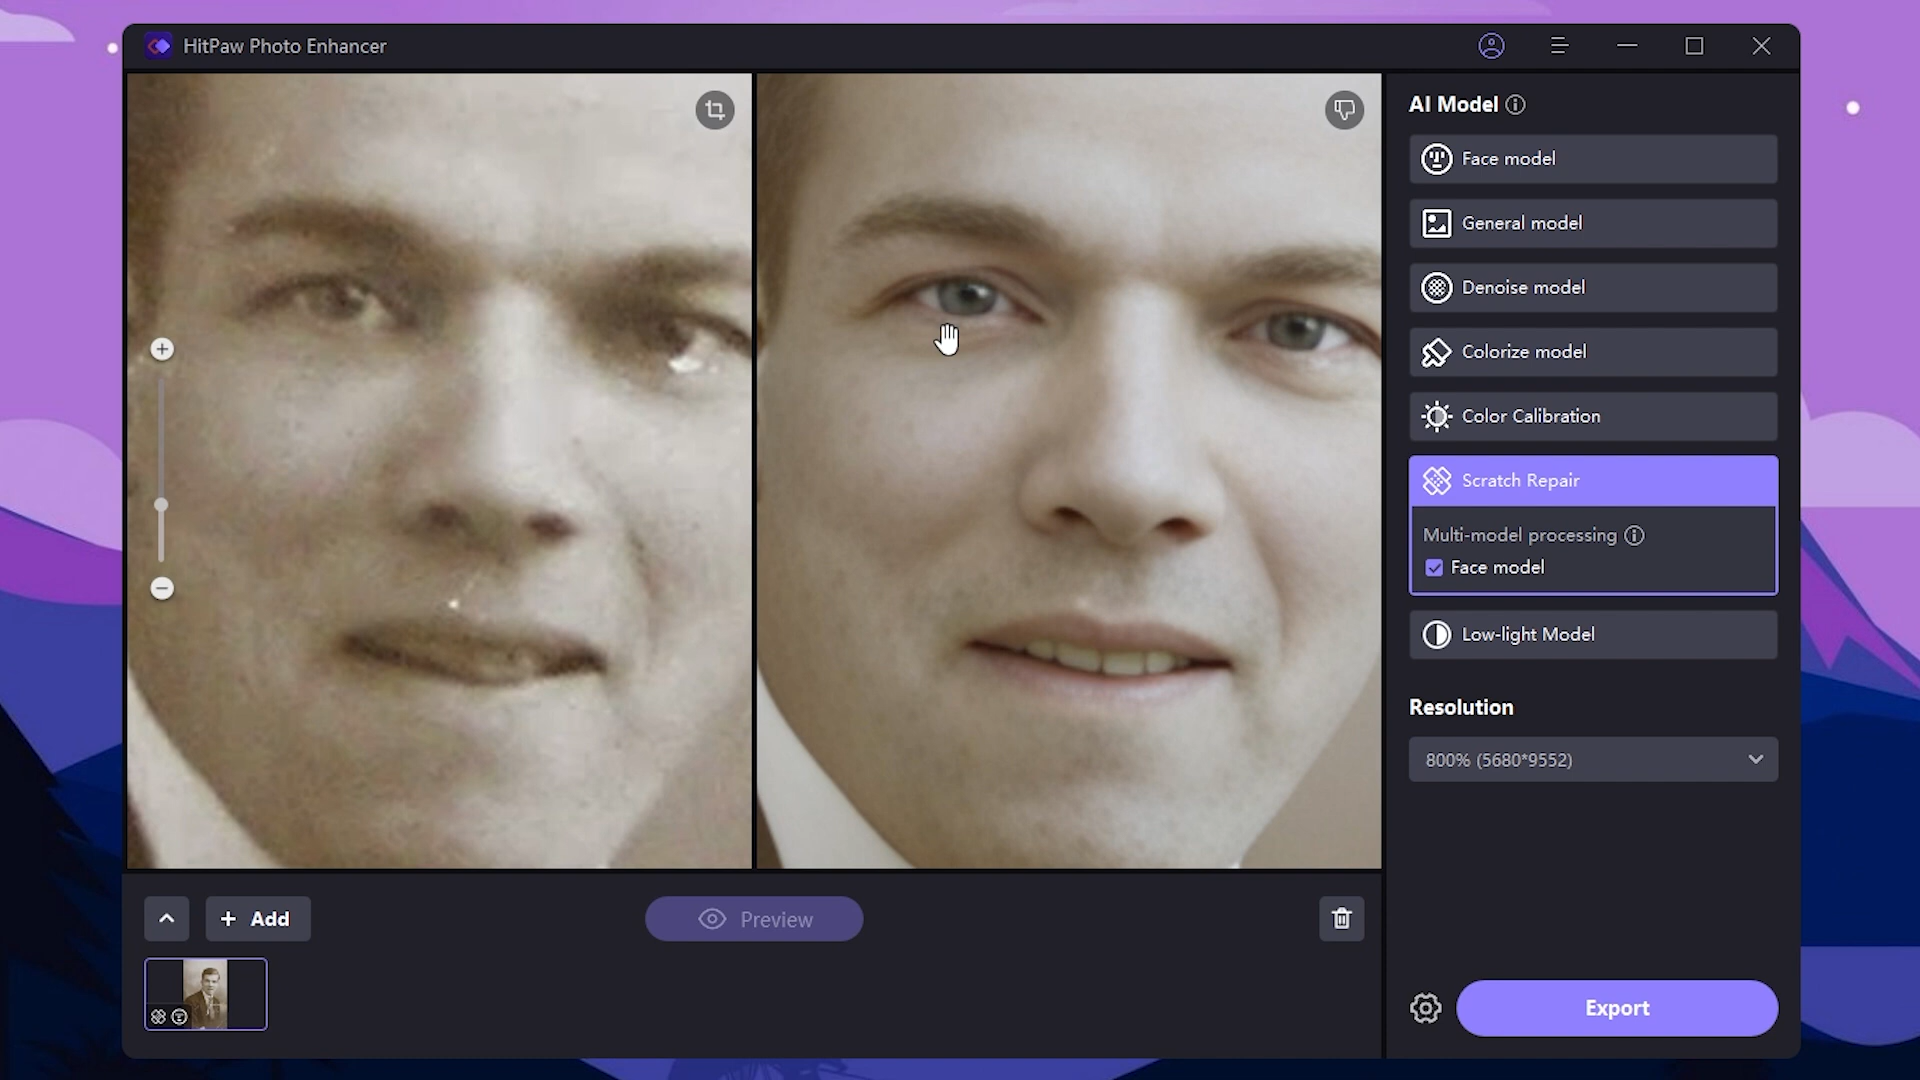 HitPaw Photo Enhancer
AI Model
Face model
General model
Denoise model
Colorize model
Color Calibration
Scratch Repair
Multi-model processing
Face model
Low-light Model
Resolution
800% (5680*9552)
Add
Preview
Export